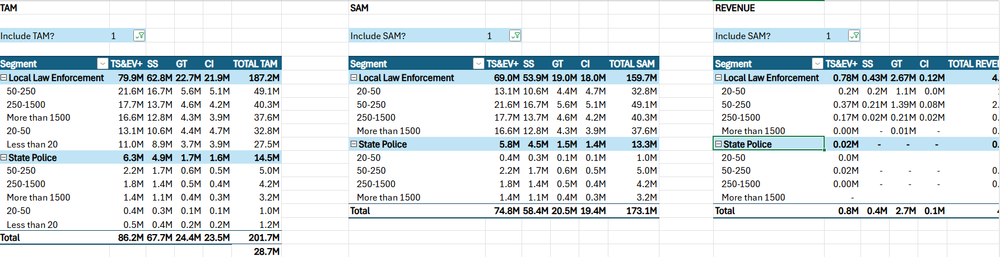 TAM SAM REVENUE
Include TAM? 1 Include SAM? 1 Include SAM? 1
Segment TS&EV+ SS GT CI TOTAL TAM Segment TS&EV+ SS GT CI TOTAL SAM Segment TS&EV+ SS GT CI TOTAL REVE
Local Law Enforcement 79.9M 62.8M 22.7M 21.9M 187.2M Local Law Enforcement 69.0M 53.9M 19.0M 18.0M 159.7M Local Law Enforcement 0.78M 0.43M 2.67M 0.12M 4.
50-250 21.6M 16.7M 5.6M 5.1M 49.1M 20-50 13.1M 10.6M 4.4M 4.7M 32.8M 20-50 0.2M 0.2M 1.1M 0.0M
250-1500 17.7M 13.7M 4.6M 4.2M 40.3M 50-250 21.6M 16.7M 5.6M 5.1M 49.1M 50-250 0.37M 0.21M 1.39M 0.08M 2.
More than 1500 16.6M 12.8M 4.3M 3.9M 37.6M 250-1500 17.7M 13.7M 4.6M 4.2M 40.3M 250-1500 0.17M 0.02M 0.21M 0.02M 0.
20-50 13.1M 10.6M 4.4M 4.7M 32.8M More than 1500 16.6M 12.8M 4.3M 3.9M 37.6M More than 1500 0.00M - 0.01M - 0.
Less than 20 11.0M 8.9M 3.7M 3.9M 27.5M State Police 5.8M 4.5M 1.5M 1.4M 13.3M State Police 0.02M - - - 0.
State Police 6.3M 4.9M 1.7M 1.6M 14.5M 20-50 0.4M 0.3M 0.1M 0.1M 1.0M 20-50 0.0M
50-250 2.2M 1.7M 0.6M 0.5M 5.0M 50-250 2.2M 1.7M 0.6M 0.5M 5.0M 50-250 0.02M - - - 0.
250-1500 1.8M 1.4M 0.5M 0.4M 4.2M 250-1500 1.8M 1.4M 0.5M 0.4M 4.2M 250-1500 0.00M - - - 0.
More than 1500 1.4M 1.1M 0.4M 0.3M 3.2M More than 1500 1.4M 1.1M 0.4M 0.3M 3.2M More than 1500 -
20-50 0.4M 0.3M 0.1M 0.1M 1.0M Total 74.8M 58.4M 20.5M 19.4M 173.1M Total 0.8M 0.4M 2.7M 0.1M
Less than 20 0.5M 0.4M 0.2M 0.2M 1.2M
Total 86.2M 67.7M 24.4M 23.5M 201.7M
28.7M